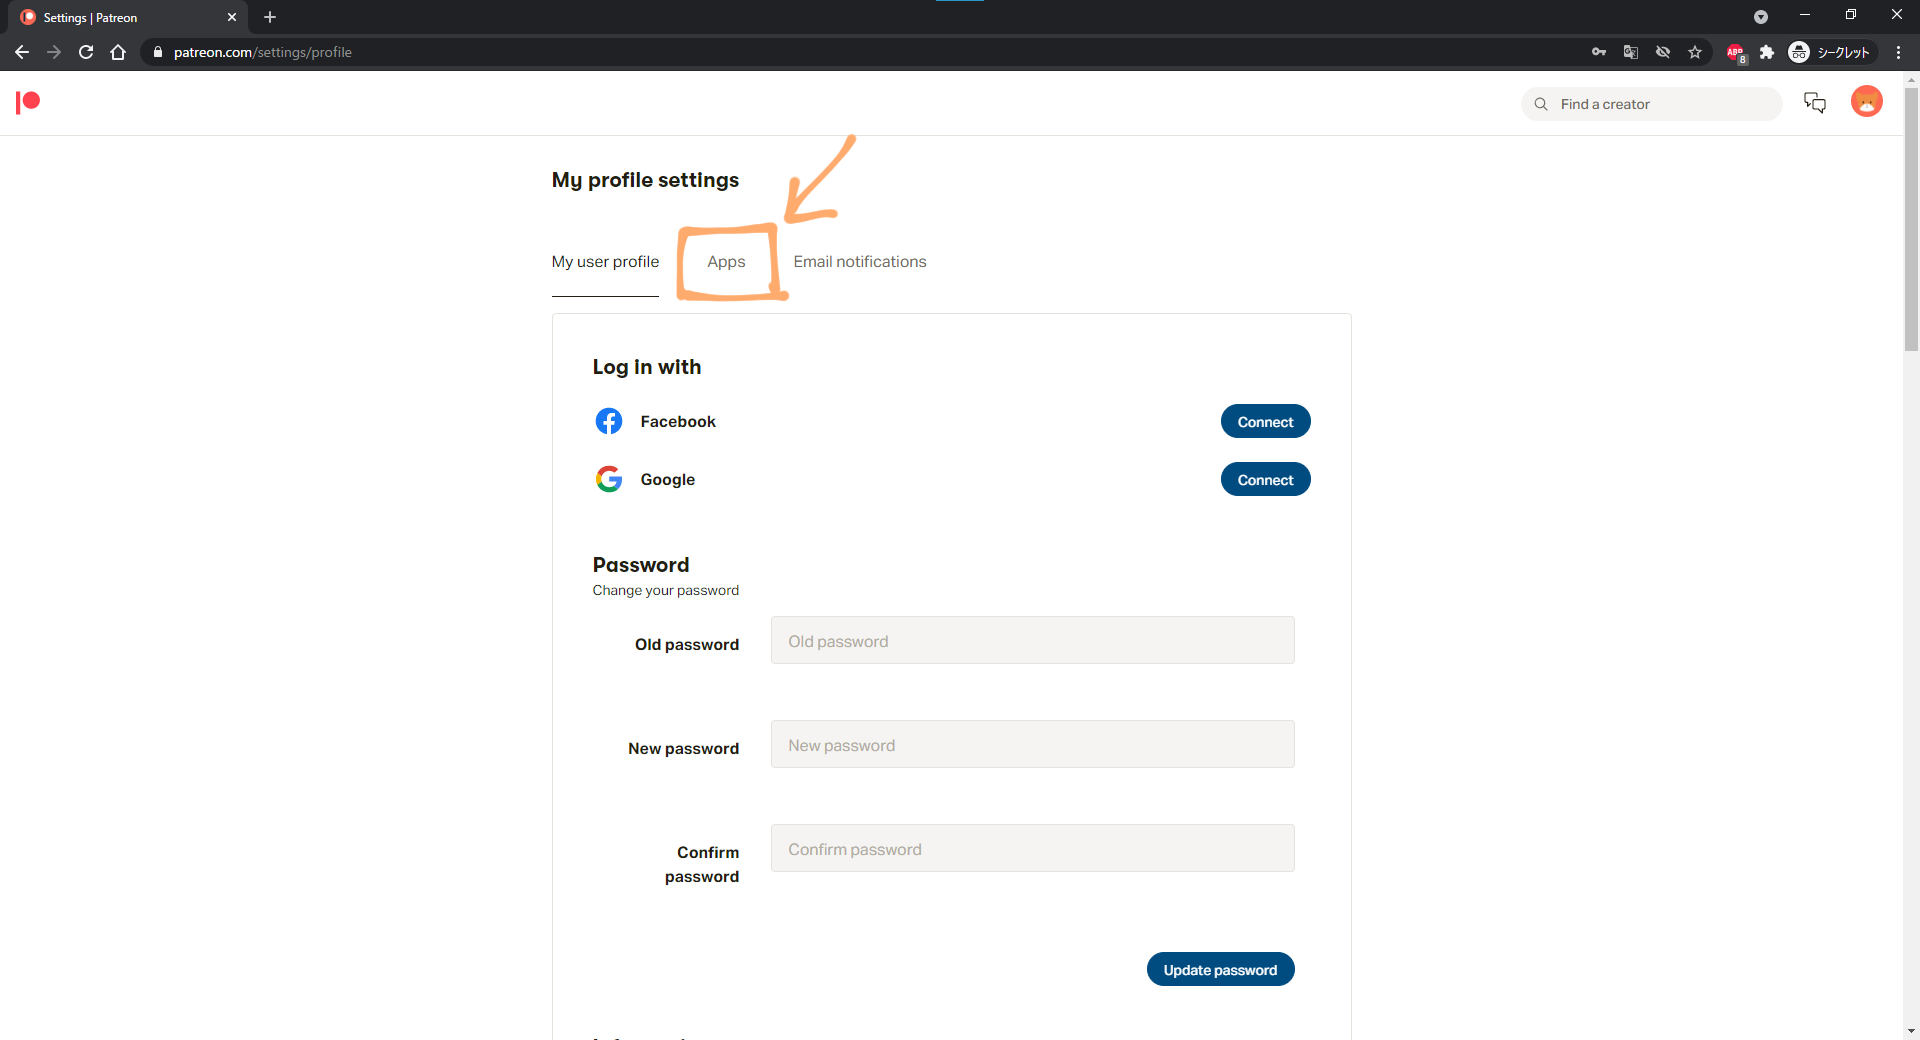 Settings | Patreon
patreon.com/settings/profile
ABP
8
シークレット
Find a creator
My profile settings
My user profile
Apps
Email notifications
Log in with
Facebook
Connect
Google
Connect
Password
Change your password
Old password
Old password
New password
New password
Confirm
password
Confirm password
Update password